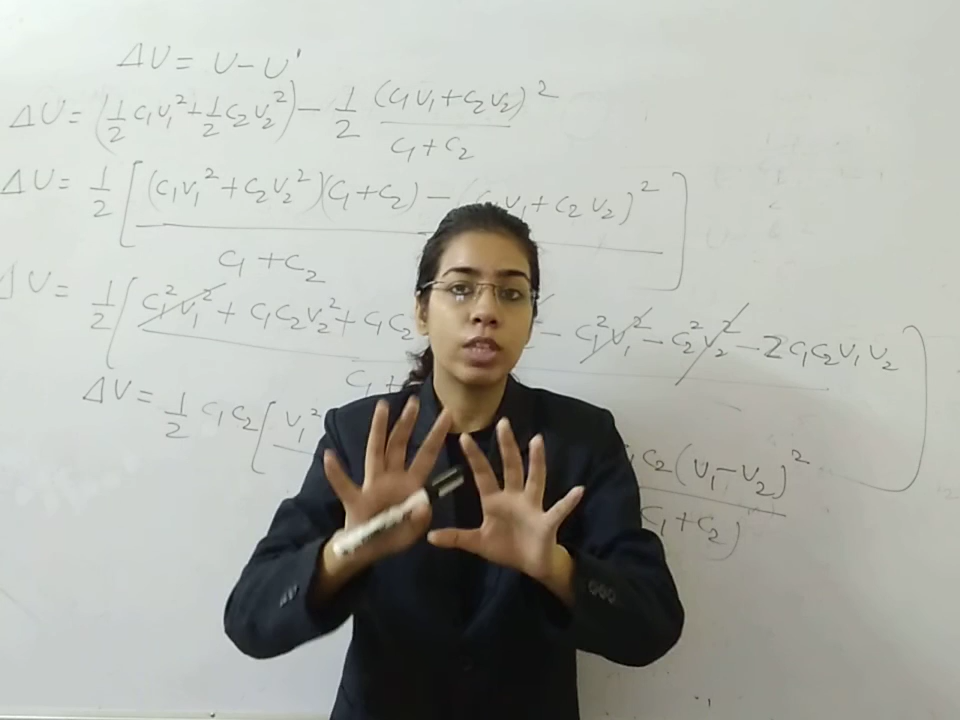 ΔU = U - U'
ΔU = (1/2 C₁V₁² + 1/2 C₂V₂²) - 1/2 (C₁V₁ + C₂V₂)² / C₁ + C₂
ΔU = 1/2 [(C₁V₁² + C₂V₂²)(C₁ + C₂) - V₁ + C₂V₂)² / C₁ + C₂]
ΔU = 1/2 [C₁²V₁² + C₁C₂V₂² + C₁C₂ - C₁²V₁² - C₂²V₂² - 2C₁C₂V₁V₂ / C₁ +]
ΔV = 1/2 C₁C₂ [V₁² C₂(V₁ - V₂)² / C₁ + C₂)